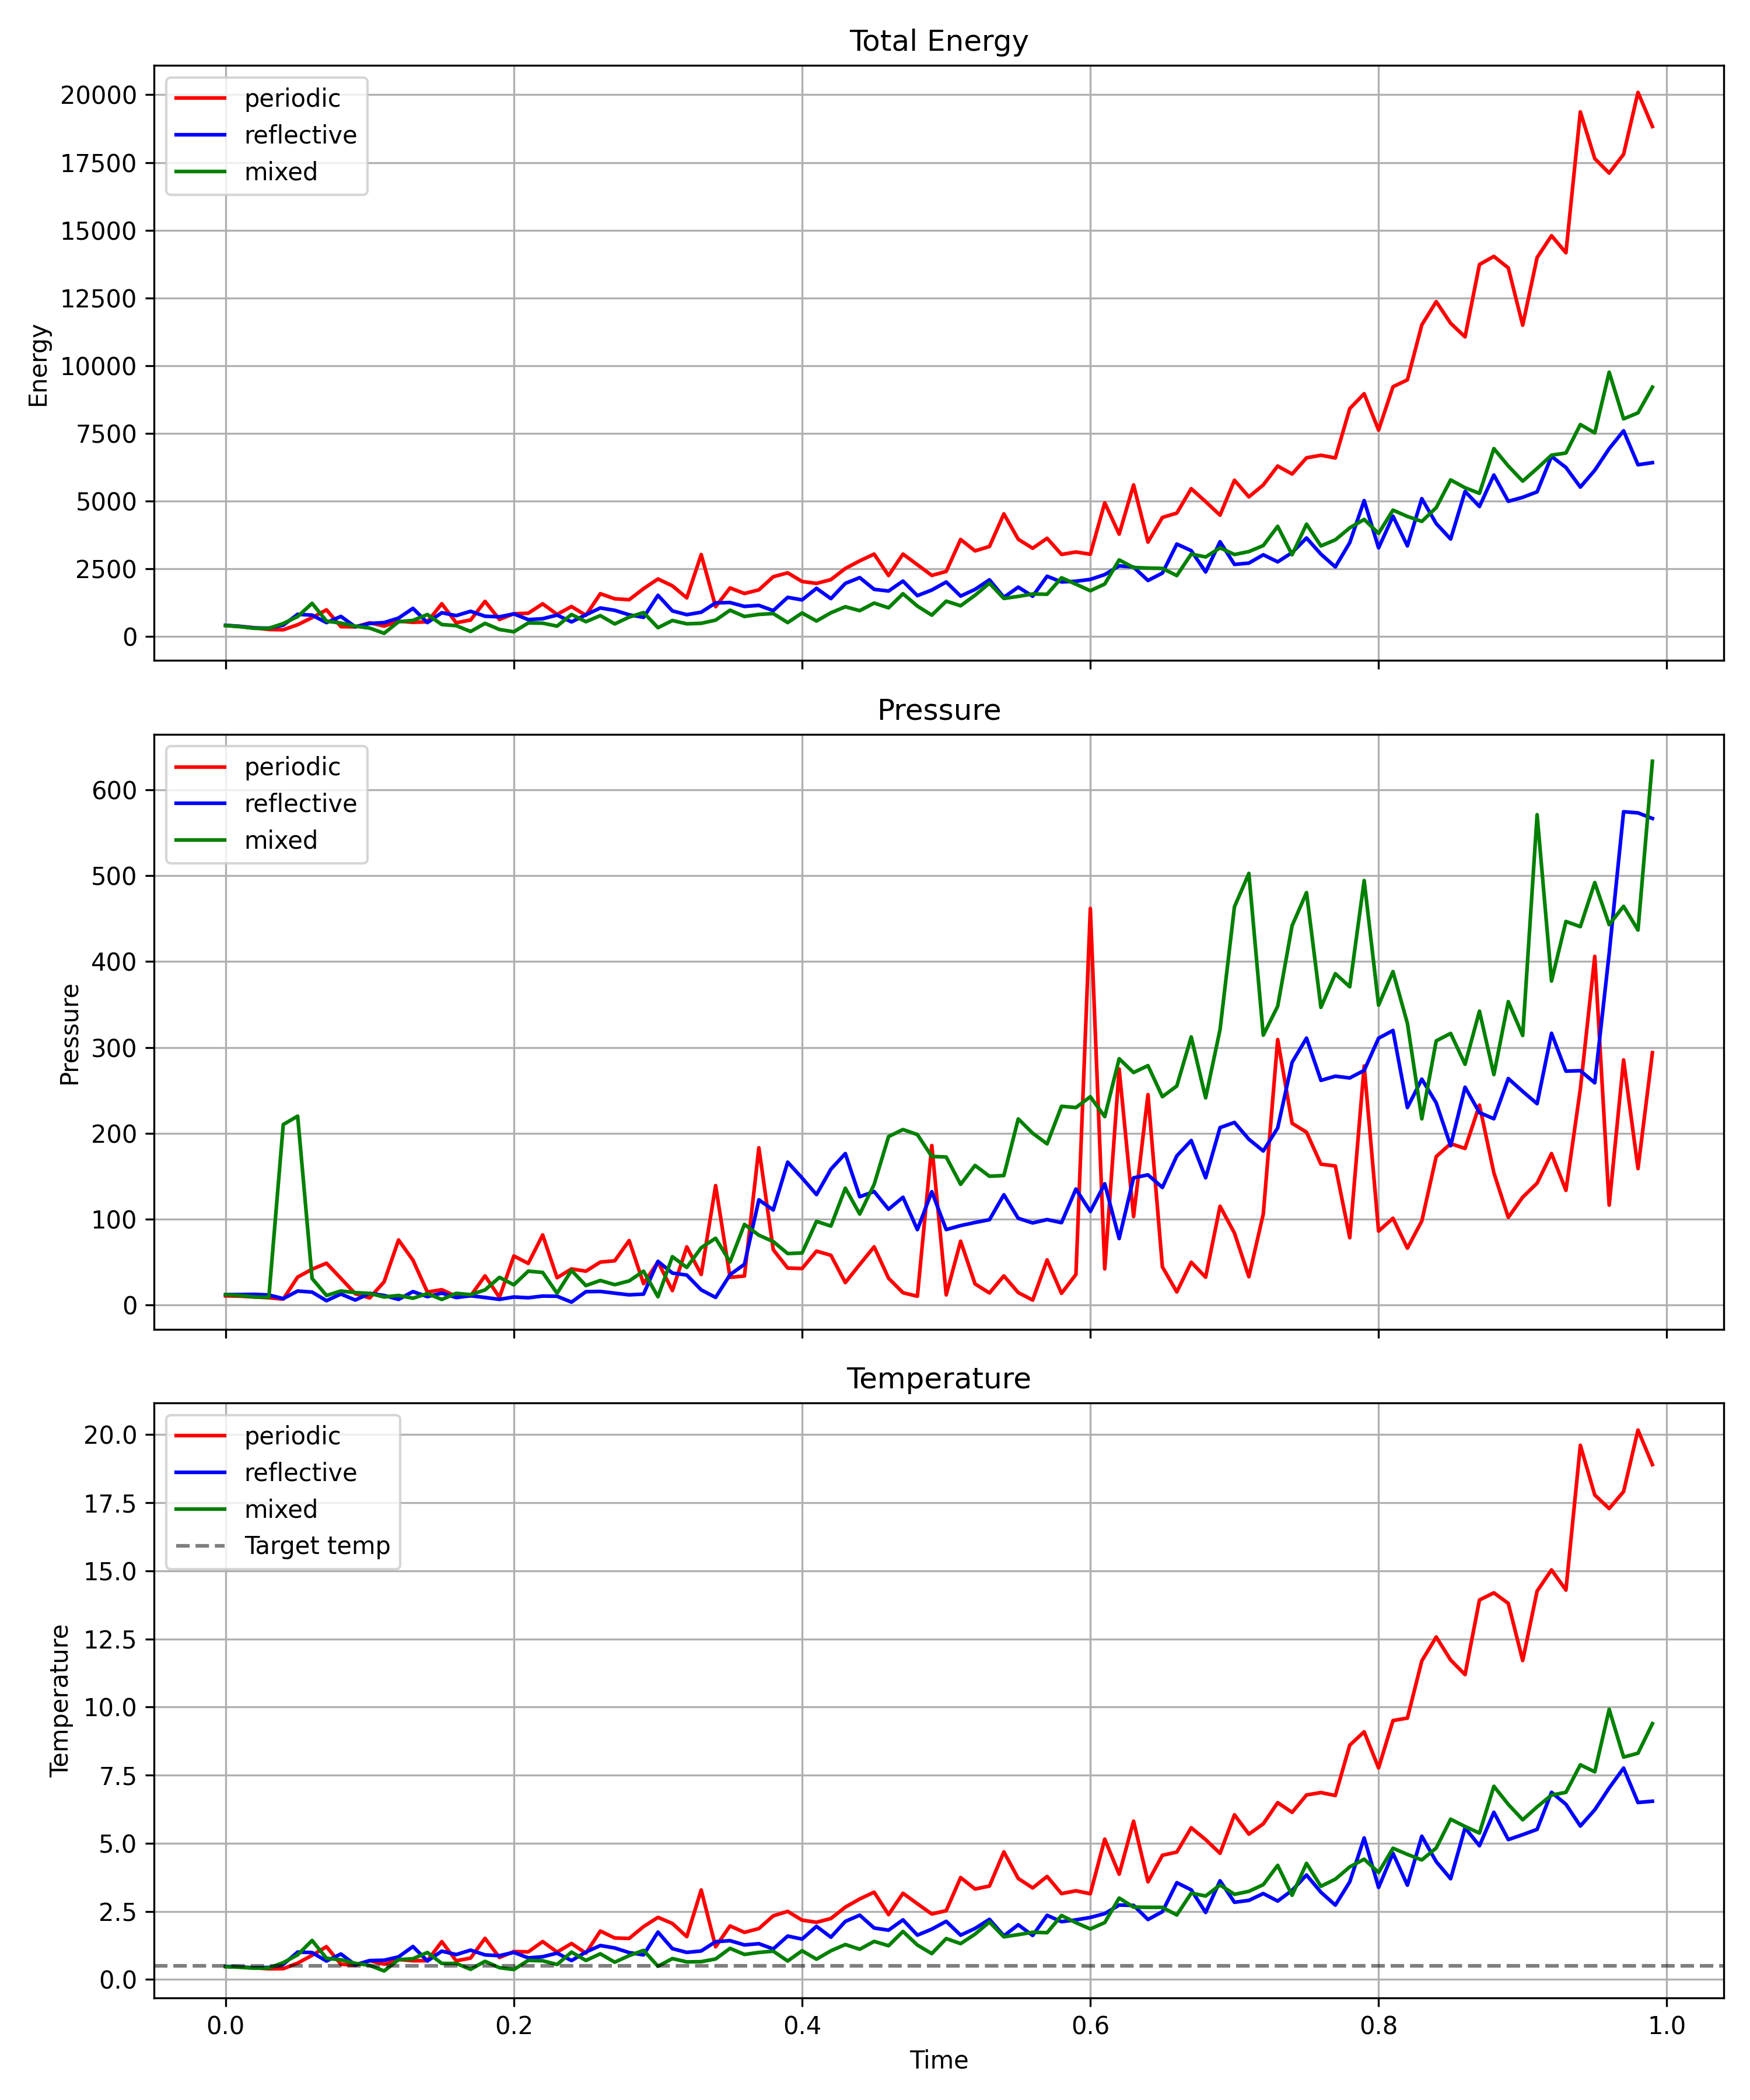 Total Energy
periodic
reflective
mixed
20000
17500
15000
12500
10000
7500
5000
2500
0
Energy
Pressure
periodic
reflective
mixed
600
500
400
300
200
100
0
Pressure
Temperature
periodic
reflective
mixed
Target temp
20.0
17.5
15.0
12.5
10.0
7.5
5.0
2.5
0.0
Temperature
0.0 0.2 0.4 0.6 0.8 1.0
Time